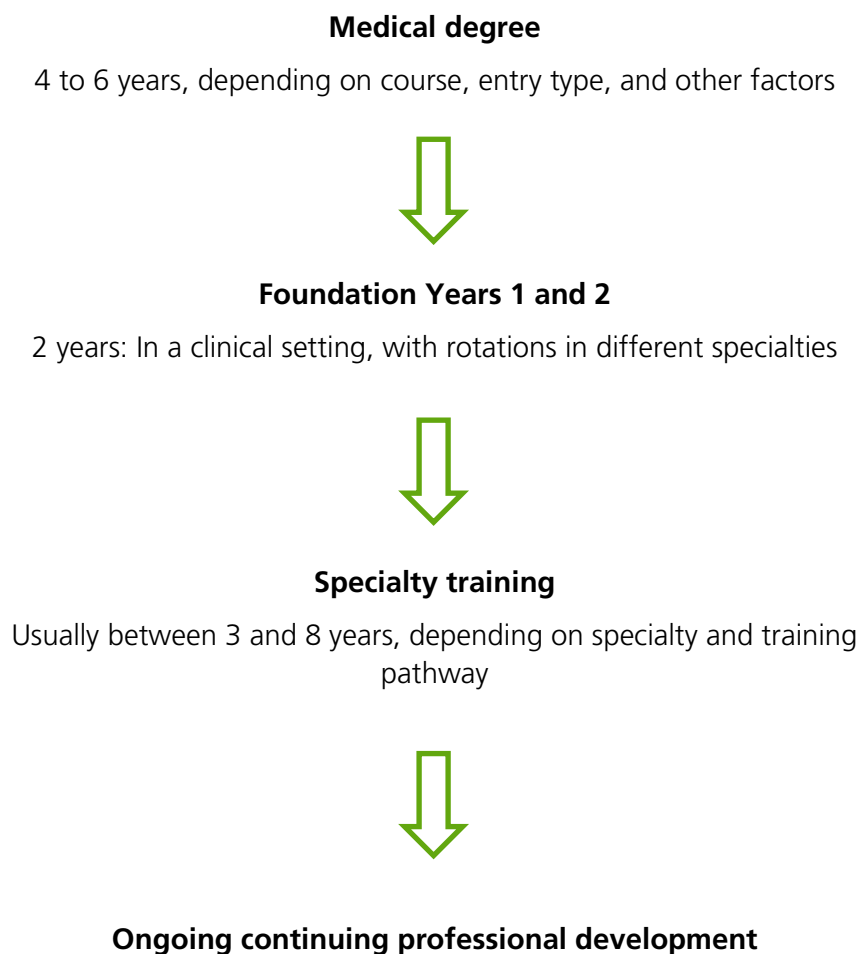 Medical degree
4 to 6 years, depending on course, entry type, and other factors
Foundation Years 1 and 2
2 years: In a clinical setting, with rotations in different specialties
Specialty training
Usually between 3 and 8 years, depending on specialty and training
pathway
Ongoing continuing professional development